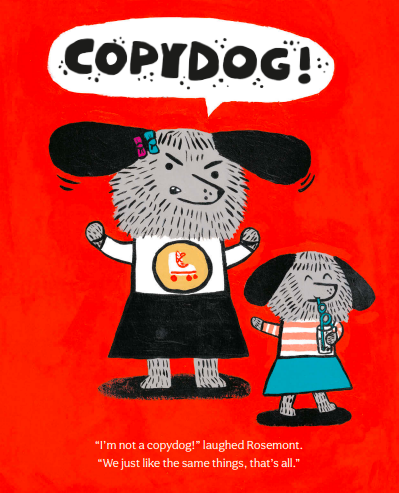 COPYDOG!
“I’m not a copydog!” laughed Rosemont.
“We just like the same things, that’s all.”